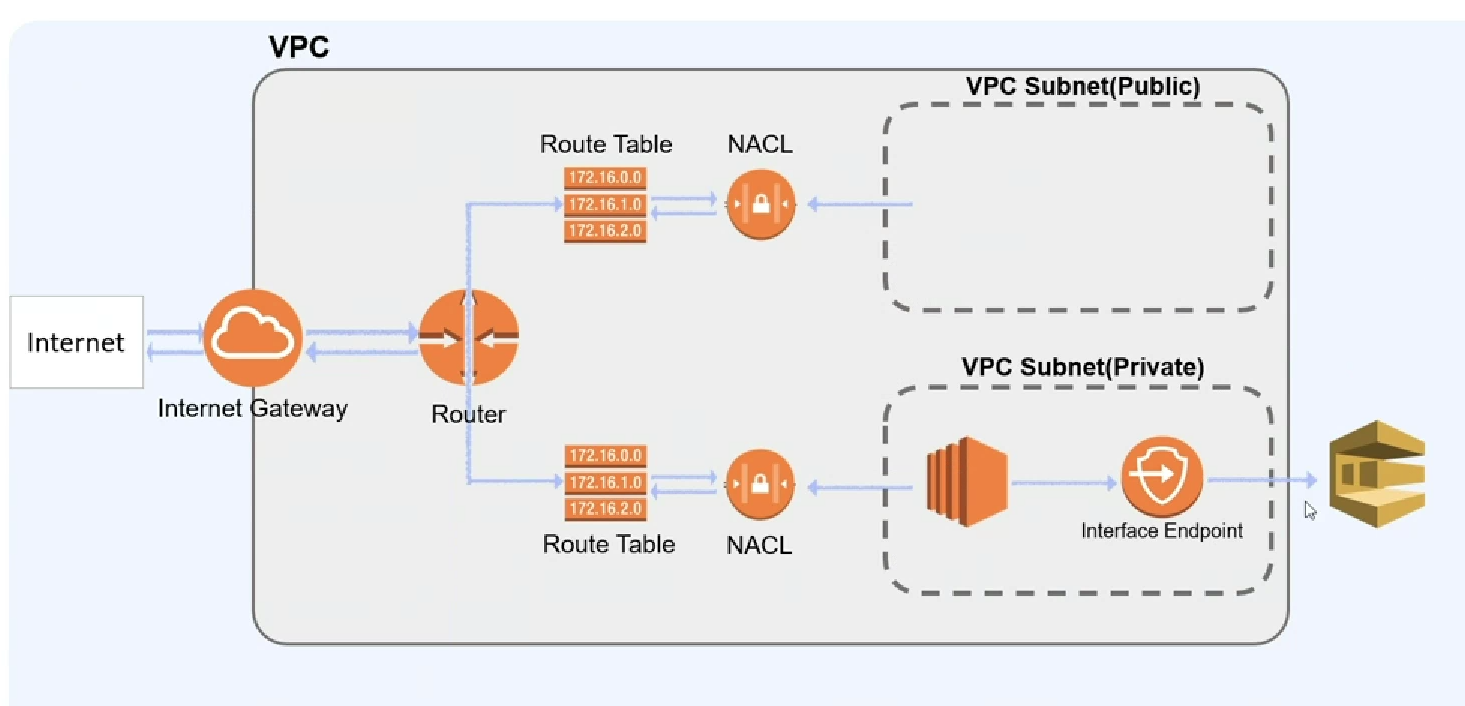 VPC
VPC Subnet(Public)
Route Table
NACL
172.16.0.0
172.16.1.0
172.16.2.0
Internet
Internet Gateway
Router
VPC Subnet(Private)
172.16.0.0
172.16.1.0
172.16.2.0
Interface Endpoint
Route Table
NACL